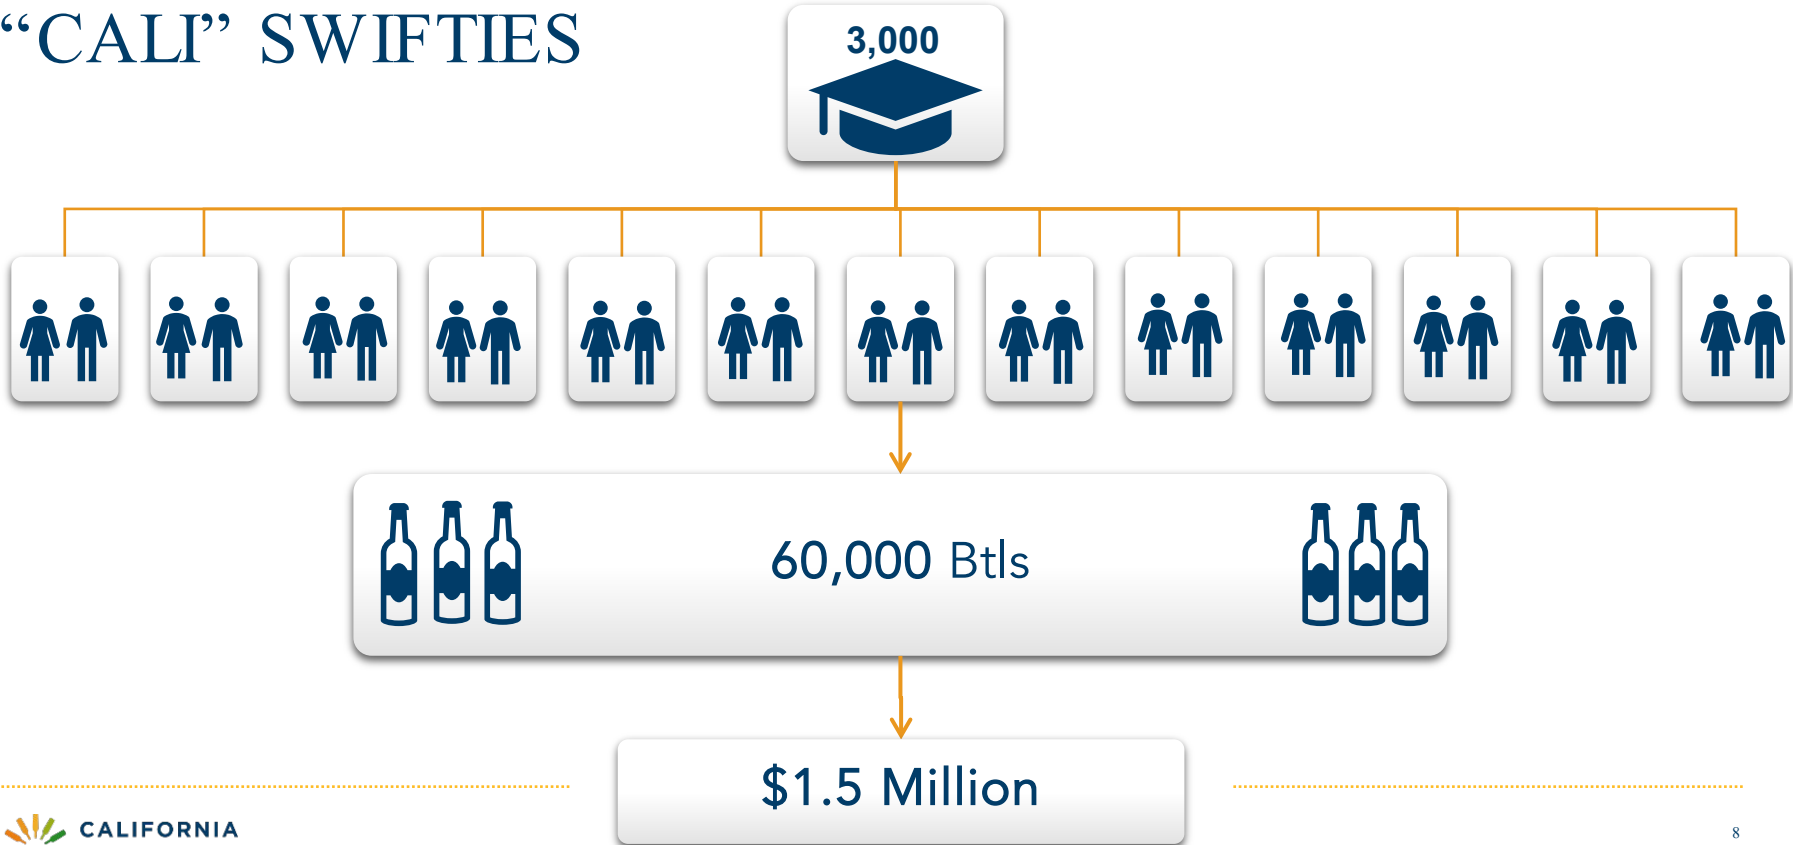 “CALI” SWIFTIES
3,000
60,000 Btls
$1.5 Million
CALIFORNIA
8